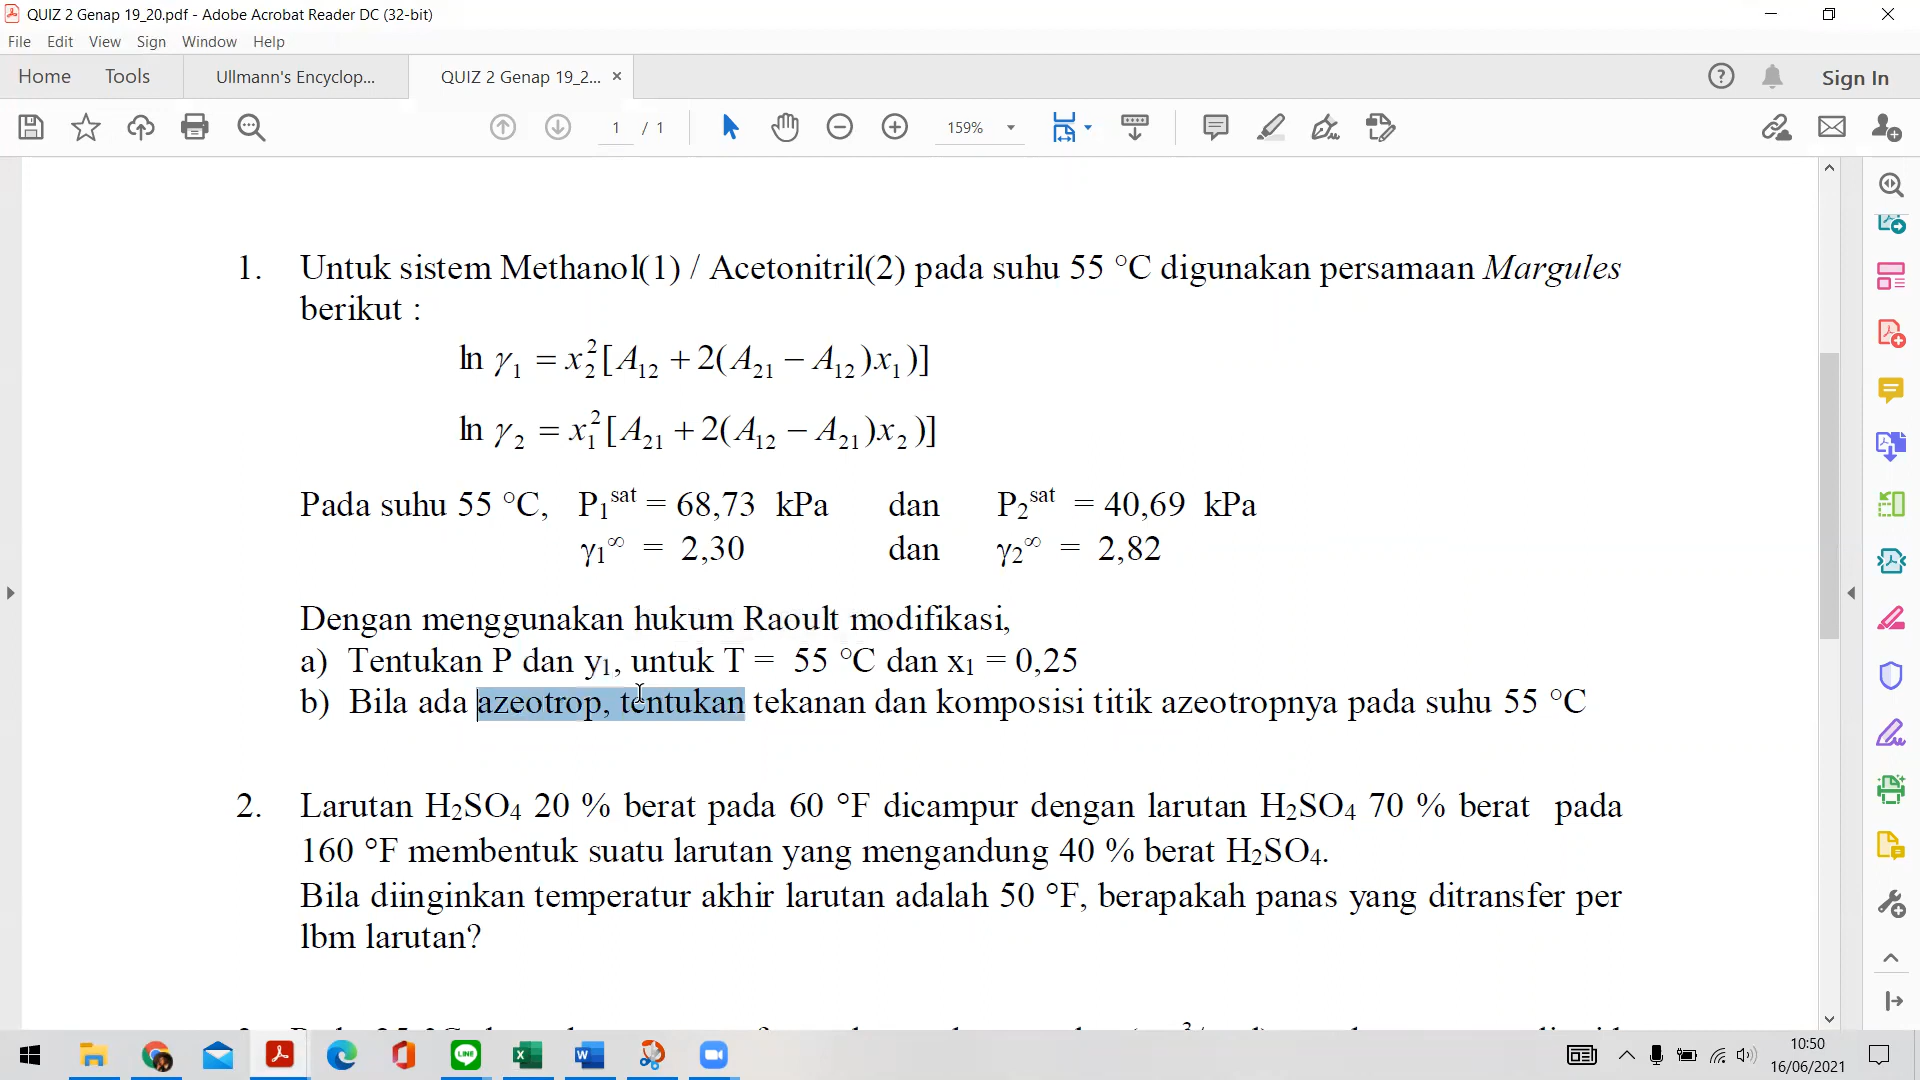 QUIZ 2 Genap 19_20.pdf - Adobe Acrobat Reader DC (32-bit)
File Edit View Sign Window Help
Home Tools Ullmann's Encyclop... QUIZ 2 Genap 19_2... × Sign In
1 / 1 159%
1. Untuk sistem Methanol(1) / Acetonitril(2) pada suhu 55 °C digunakan persamaan Margules
berikut :
ln γ₁ = x₂²[A₁₂ + 2(A₂₁ − A₁₂)x₁)]
ln γ₂ = x₁²[A₂₁ + 2(A₁₂ − A₂₁)x₂)]
Pada suhu 55 °C, P₁ˢᵃᵗ = 68,73 kPa dan P₂ˢᵃᵗ = 40,69 kPa
γ₁^∞ = 2,30 dan γ₂^∞ = 2,82
Dengan menggunakan hukum Raoult modifikasi,
a) Tentukan P dan y₁, untuk T = 55 °C dan x₁ = 0,25
b) Bila ada azeotrop, tentukan tekanan dan komposisi titik azeotropnya pada suhu 55 °C
2. Larutan H₂SO₄ 20 % berat pada 60 °F dicampur dengan larutan H₂SO₄ 70 % berat pada
160 °F membentuk suatu larutan yang mengandung 40 % berat H₂SO₄.
Bila diinginkan temperatur akhir larutan adalah 50 °F, berapakah panas yang ditransfer per
lbm larutan?
10:50
16/06/2021